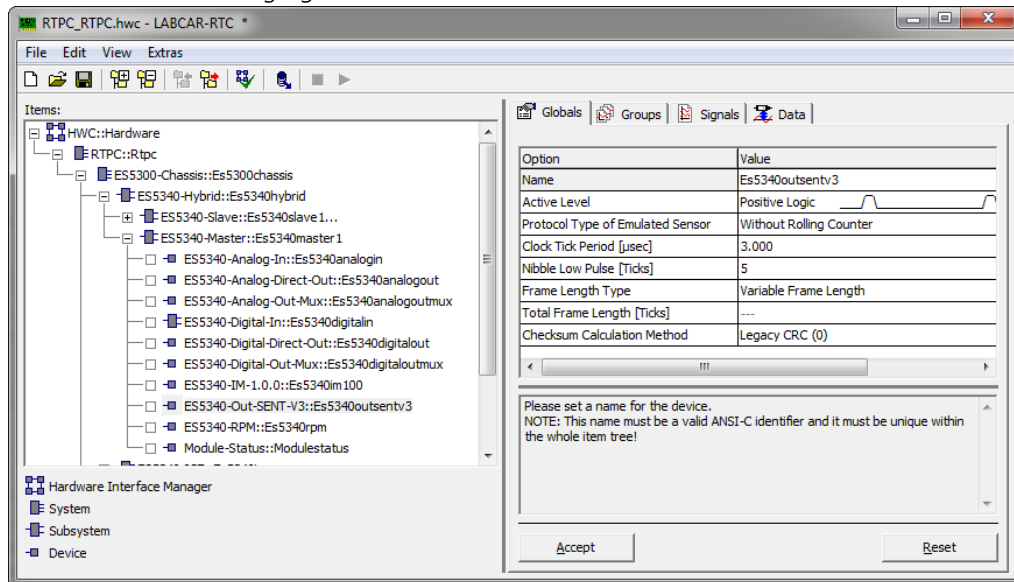 RTPC_RTPC.hwc - LABCAR-RTC *
File Edit View Extras
Items:
HWC::Hardware
RTPC::Rtpc
ES5300-Chassis::Es5300chassis
ES5340-Hybrid::Es5340hybrid
ES5340-Slave::Es5340slave1...
ES5340-Master::Es5340master1
ES5340-Analog-In::Es5340analogin
ES5340-Analog-Direct-Out::Es5340analogout
ES5340-Analog-Out-Mux::Es5340analogoutmux
ES5340-Digital-In::Es5340digitalin
ES5340-Digital-Direct-Out::Es5340digitalout
ES5340-Digital-Out-Mux::Es5340digitaloutmux
ES5340-IM-1.0.0::Es5340im100
ES5340-Out-SENT-V3::Es5340outsentv3
ES5340-RPM::Es5340rpm
Module-Status::Modulestatus
Hardware Interface Manager
System
Subsystem
Device
Globals Groups Signals Data
Option Value
Name Es5340outsentv3
Active Level Positive Logic
Protocol Type of Emulated Sensor Without Rolling Counter
Clock Tick Period [µsec] 3.000
Nibble Low Pulse [Ticks] 5
Frame Length Type Variable Frame Length
Total Frame Length [Ticks] ---
Checksum Calculation Method Legacy CRC (0)
Please set a name for the device.
NOTE: This name must be a valid ANSI-C identifier and it must be unique within
the whole item tree!
Accept Reset